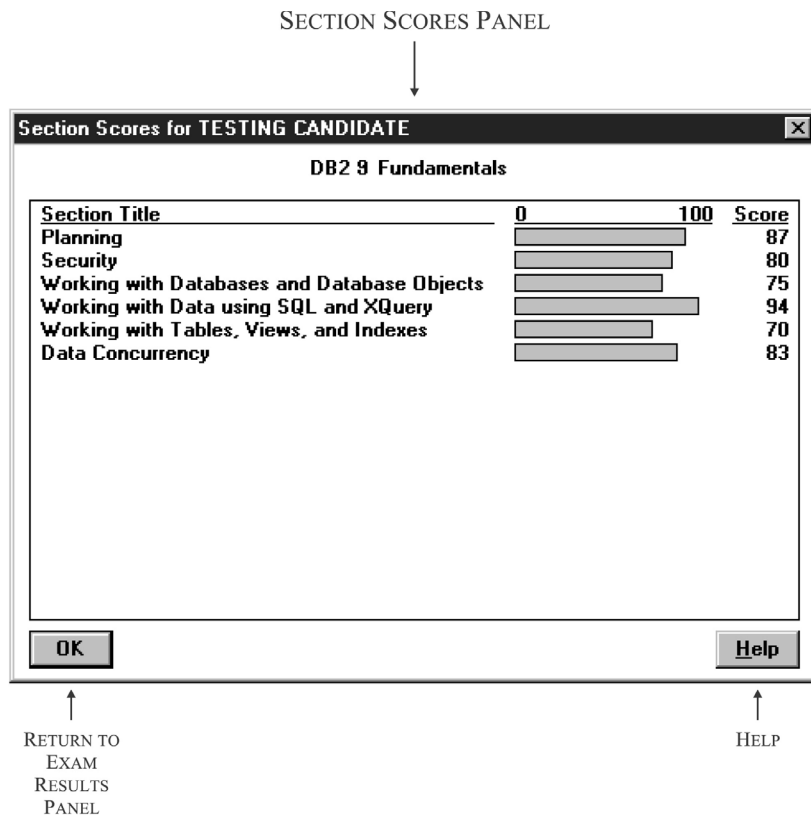 SECTION SCORES PANEL
Section Scores for TESTING CANDIDATE
DB2 9 Fundamentals
Section Title 0 100 Score
Planning 87
Security 80
Working with Databases and Database Objects 75
Working with Data using SQL and XQuery 94
Working with Tables, Views, and Indexes 70
Data Concurrency 83
OK Help
RETURN TO
EXAM
RESULTS
PANEL
HELP